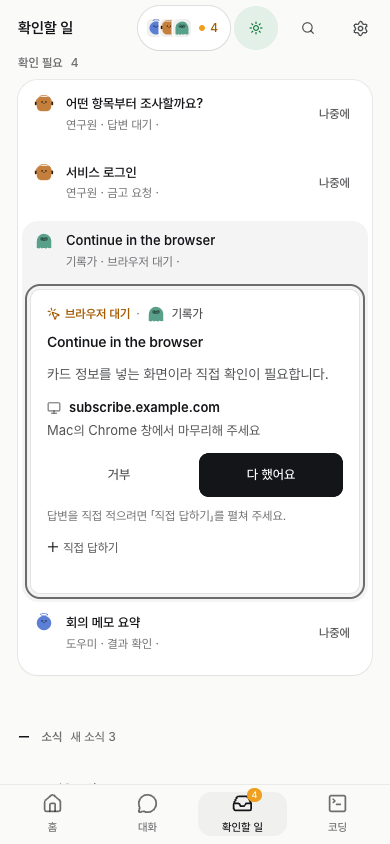 확인할 일
4
확인 필요 4
어떤 항목부터 조사할까요?
연구원 · 답변 대기 ·
나중에
서비스 로그인
연구원 · 금고 요청 ·
나중에
Continue in the browser
기록가 · 브라우저 대기 ·
브라우저 대기 · 기록가
Continue in the browser
카드 정보를 넣는 화면이라 직접 확인이 필요합니다.
subscribe.example.com
Mac의 Chrome 창에서 마무리해 주세요
거부
다 했어요
답변을 직접 적으려면 「직접 답하기」를 펼쳐 주세요.
직접 답하기
회의 메모 요약
도우미 · 결과 확인 ·
나중에
소식 새 소식 3
4
홈
대화
확인할 일
코딩